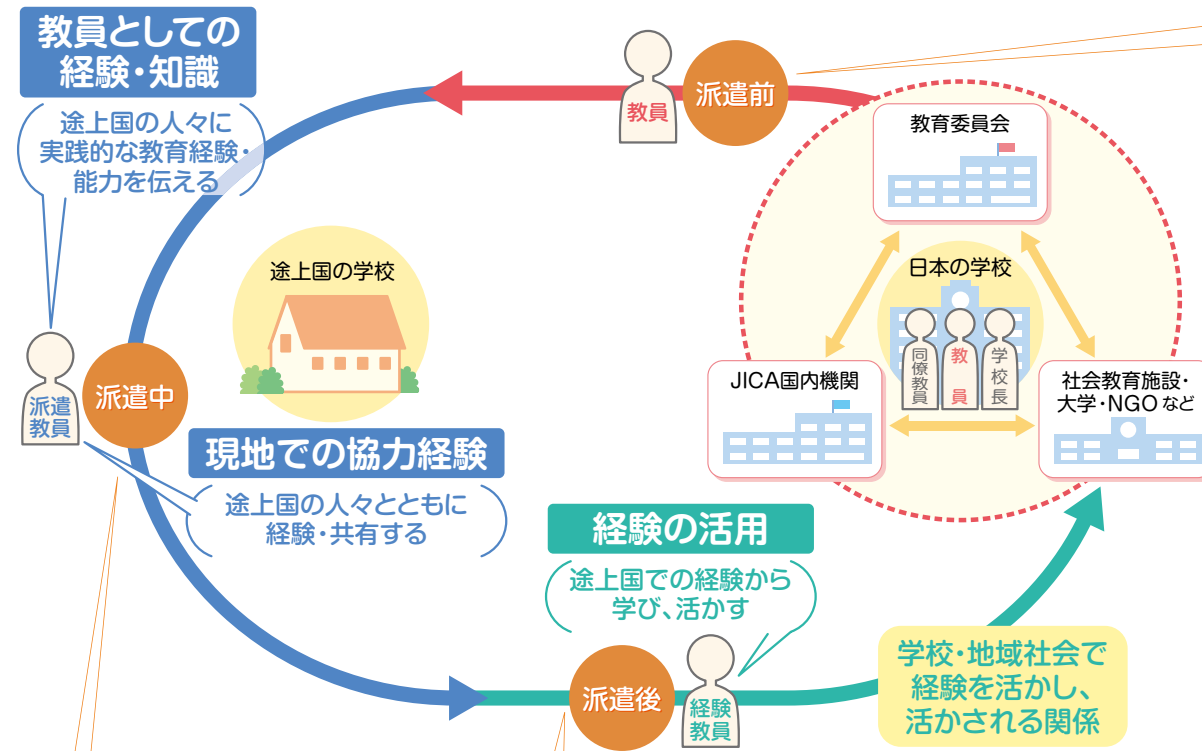 教員としての
経験・知識
途上国の人々に
実践的な教育経験・
能力を伝える
教員
派遣前
教育委員会
日本の学校
同僚教員
教員
学校長
JICA国内機関
社会教育施設・
大学・NGOなど
途上国の学校
派遣
教員
派遣中
現地での協力経験
途上国の人々とともに
経験・共有する
経験の活用
途上国での経験から
学び、活かす
派遣後
経験
教員
学校・地域社会で
経験を活かし、
活かされる関係